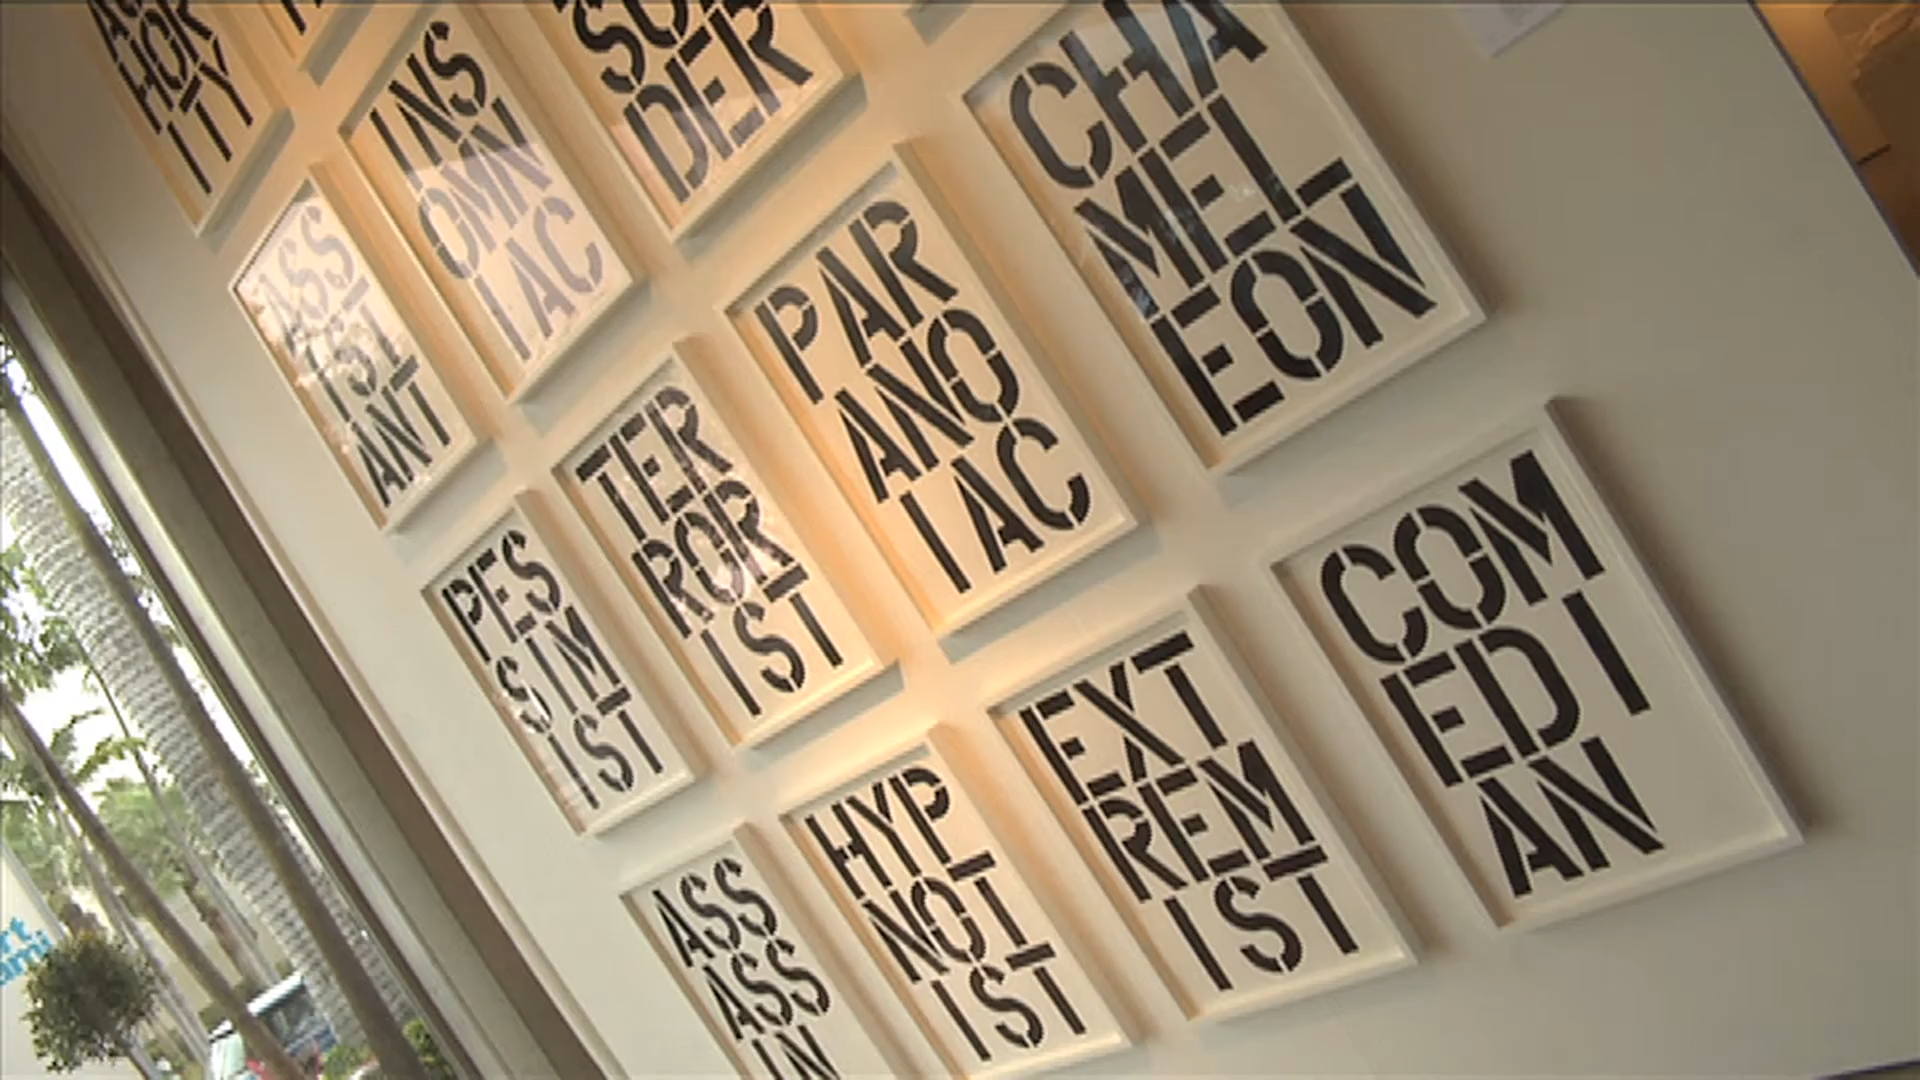 HOR
ITY
ASS
IST
ANT
INS
OMN
IAC
DER
PES
SIM
IST
TER
ROR
IST
PAR
ANO
IAC
CHA
MEL
EON
ASS
ASS
IN
HYP
NOT
IST
EXT
REM
IST
COM
EDI
AN